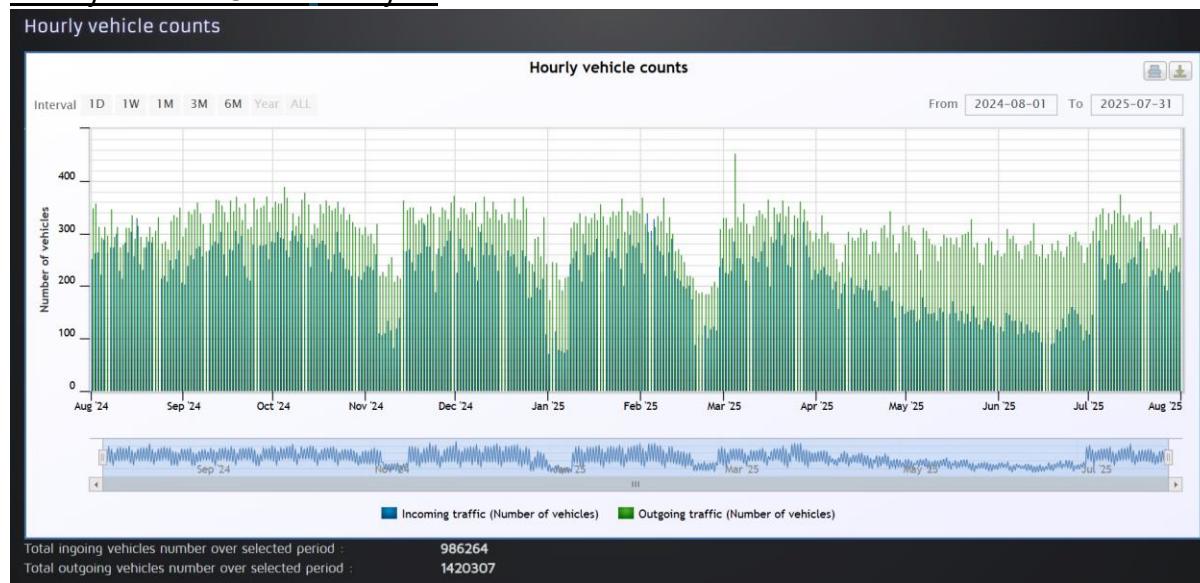 Hourly vehicle counts
Hourly vehicle counts
Interval 1D 1W 1M 3M 6M Year ALL
From 2024-08-01 To 2025-07-31
Number of vehicles
400
300
200
100
0
Aug '24 Sep '24 Oct '24 Nov '24 Dec '24 Jan '25 Feb '25 Mar '25 Apr '25 May '25 Jun '25 Jul '25 Aug '25
Sep '24 Nov '24 Jan '25 Mar '25 May '25 Jul '25
Incoming traffic (Number of vehicles) Outgoing traffic (Number of vehicles)
Total ingoing vehicles number over selected period : 986264
Total outgoing vehicles number over selected period : 1420307